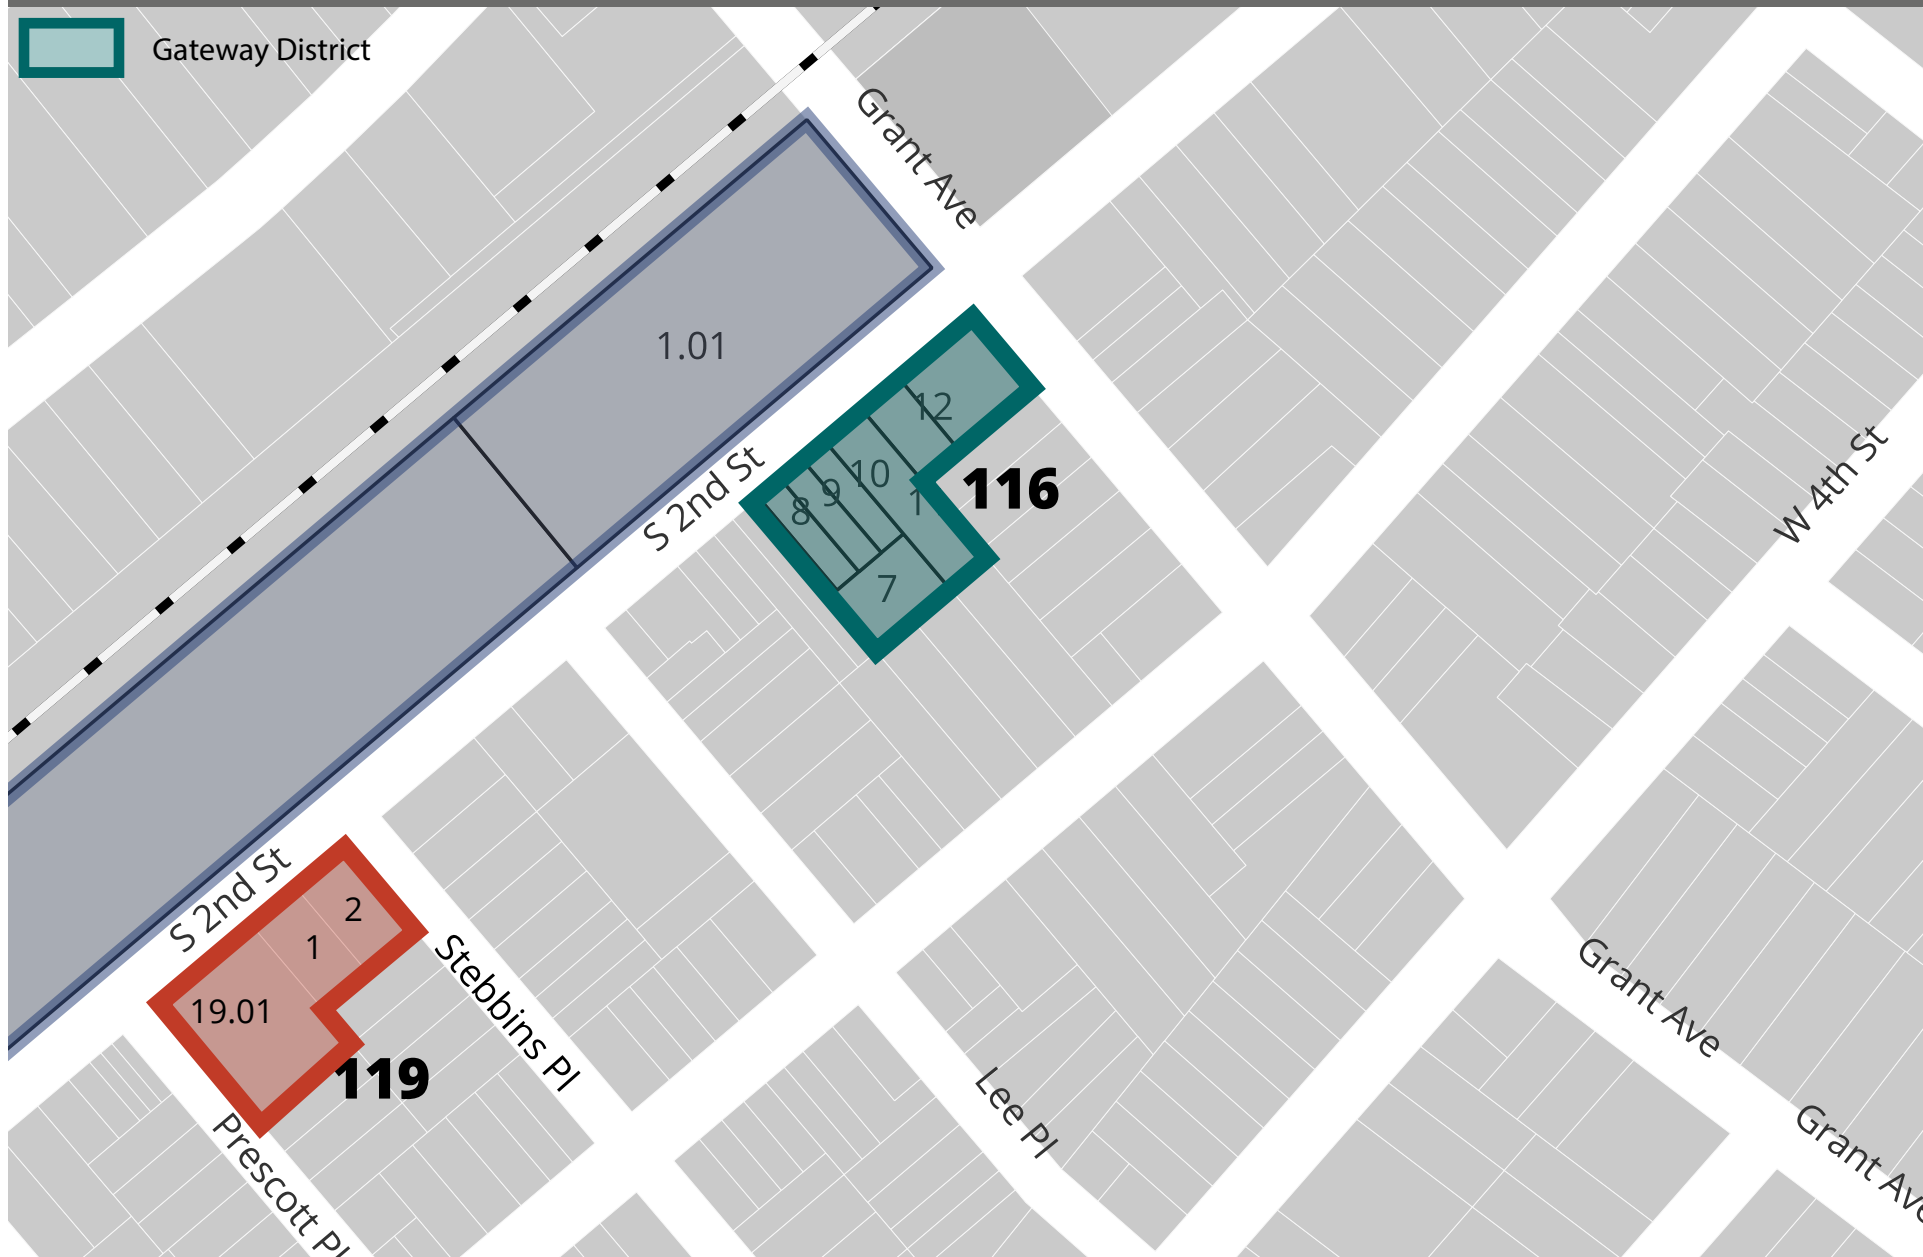 Gateway District
Grant Ave
1.01
12
S 2nd St
W 4th St
10
9
8
1
116
7
S 2nd St
2
1
19.01
Stebbins Pl
119
Grant Ave
Lee Pl
Prescott Pl
Grant Ave